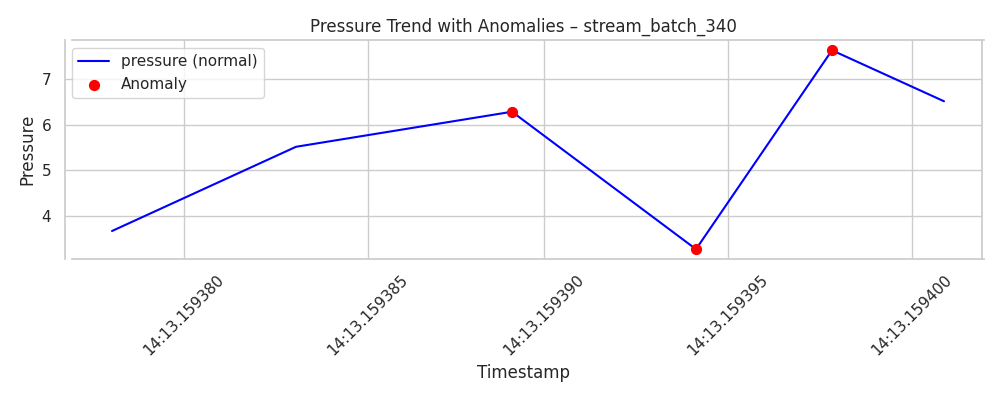 Pressure Trend with Anomalies – stream_batch_340
pressure (normal)
Anomaly
Pressure
7
6
5
4
14:13.159380
14:13.159385
14:13.159390
14:13.159395
14:13.159400
Timestamp